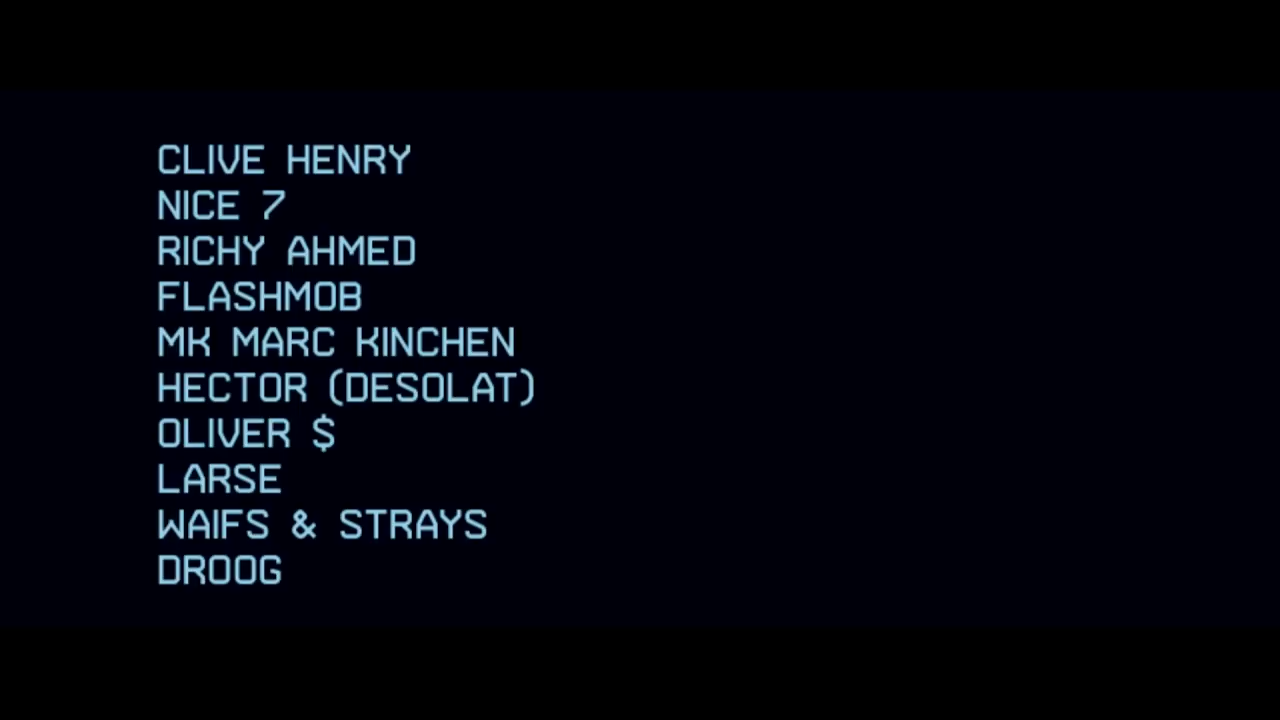 CLIVE HENRY
NICE 7
RICHY AHMED
FLASHMOB
MK MARC KINCHEN
HECTOR (DESOLAT)
OLIVER $
LARSE
WAIFS & STRAYS
DROOG